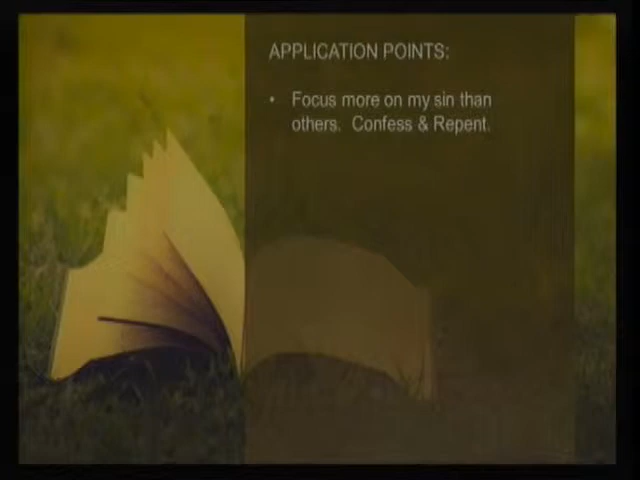 APPLICATION POINTS:
• Focus more on my sin than
others. Confess & Repent.